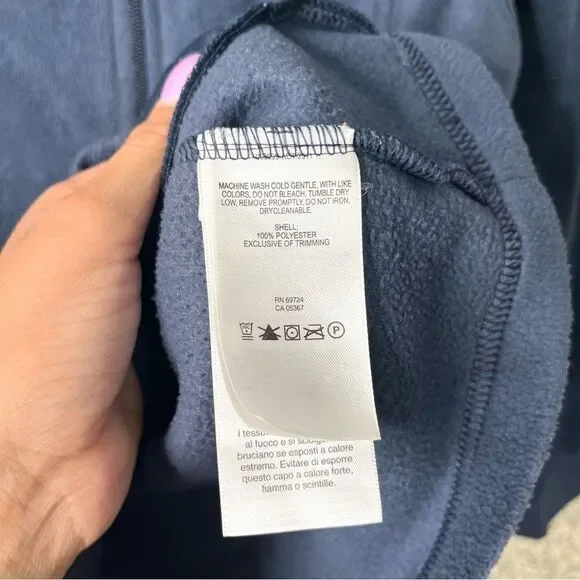 MACHINE WASH COLD GENTLE, WITH LIKE
COLORS, DO NOT BLEACH. TUMBLE DRY
LOW, REMOVE PROMPTLY. DO NOT IRON,
DRYCLEANABLE.
SHELL:
100% POLYESTER
EXCLUSIVE OF TRIMMING
RN 69724
CA 05367
P
I tessu
al fuoco e si sciolg
bruciano se esposti a calore
estremo. Evitare di esporre
questo capo a calore forte,
fiamma o scintille.